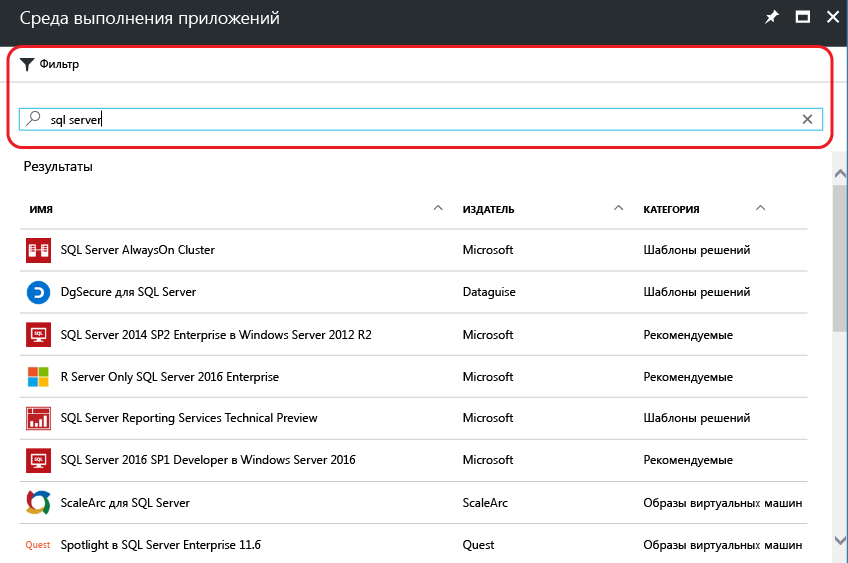 Среда выполнения приложений
Фильтр
sql server
Результаты
ИМЯ ИЗДАТЕЛЬ КАТЕГОРИЯ
SQL Server AlwaysOn Cluster Microsoft Шаблоны решений
DgSecure для SQL Server Dataguise Шаблоны решений
SQL SQL Server 2014 SP2 Enterprise в Windows Server 2012 R2 Microsoft Рекомендуемые
R Server Only SQL Server 2016 Enterprise Microsoft Рекомендуемые
SQL Server Reporting Services Technical Preview Microsoft Шаблоны решений
SQL SQL Server 2016 SP1 Developer в Windows Server 2016 Microsoft Рекомендуемые
ScaleArc для SQL Server ScaleArc Образы виртуальных машин
Quest Spotlight в SQL Server Enterprise 11.6 Quest Образы виртуальных машин